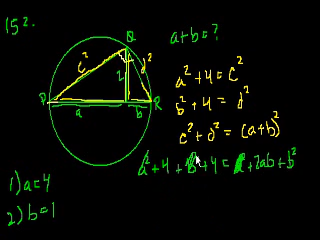 152.
a+b=?
Q
c²
2
d²
P
a
b
R
a²+4=c²
b²+4=d²
c²+d²=(a+b)²
a²+4+b²+4=a²+2ab+b²
1) a=4
2) b=1